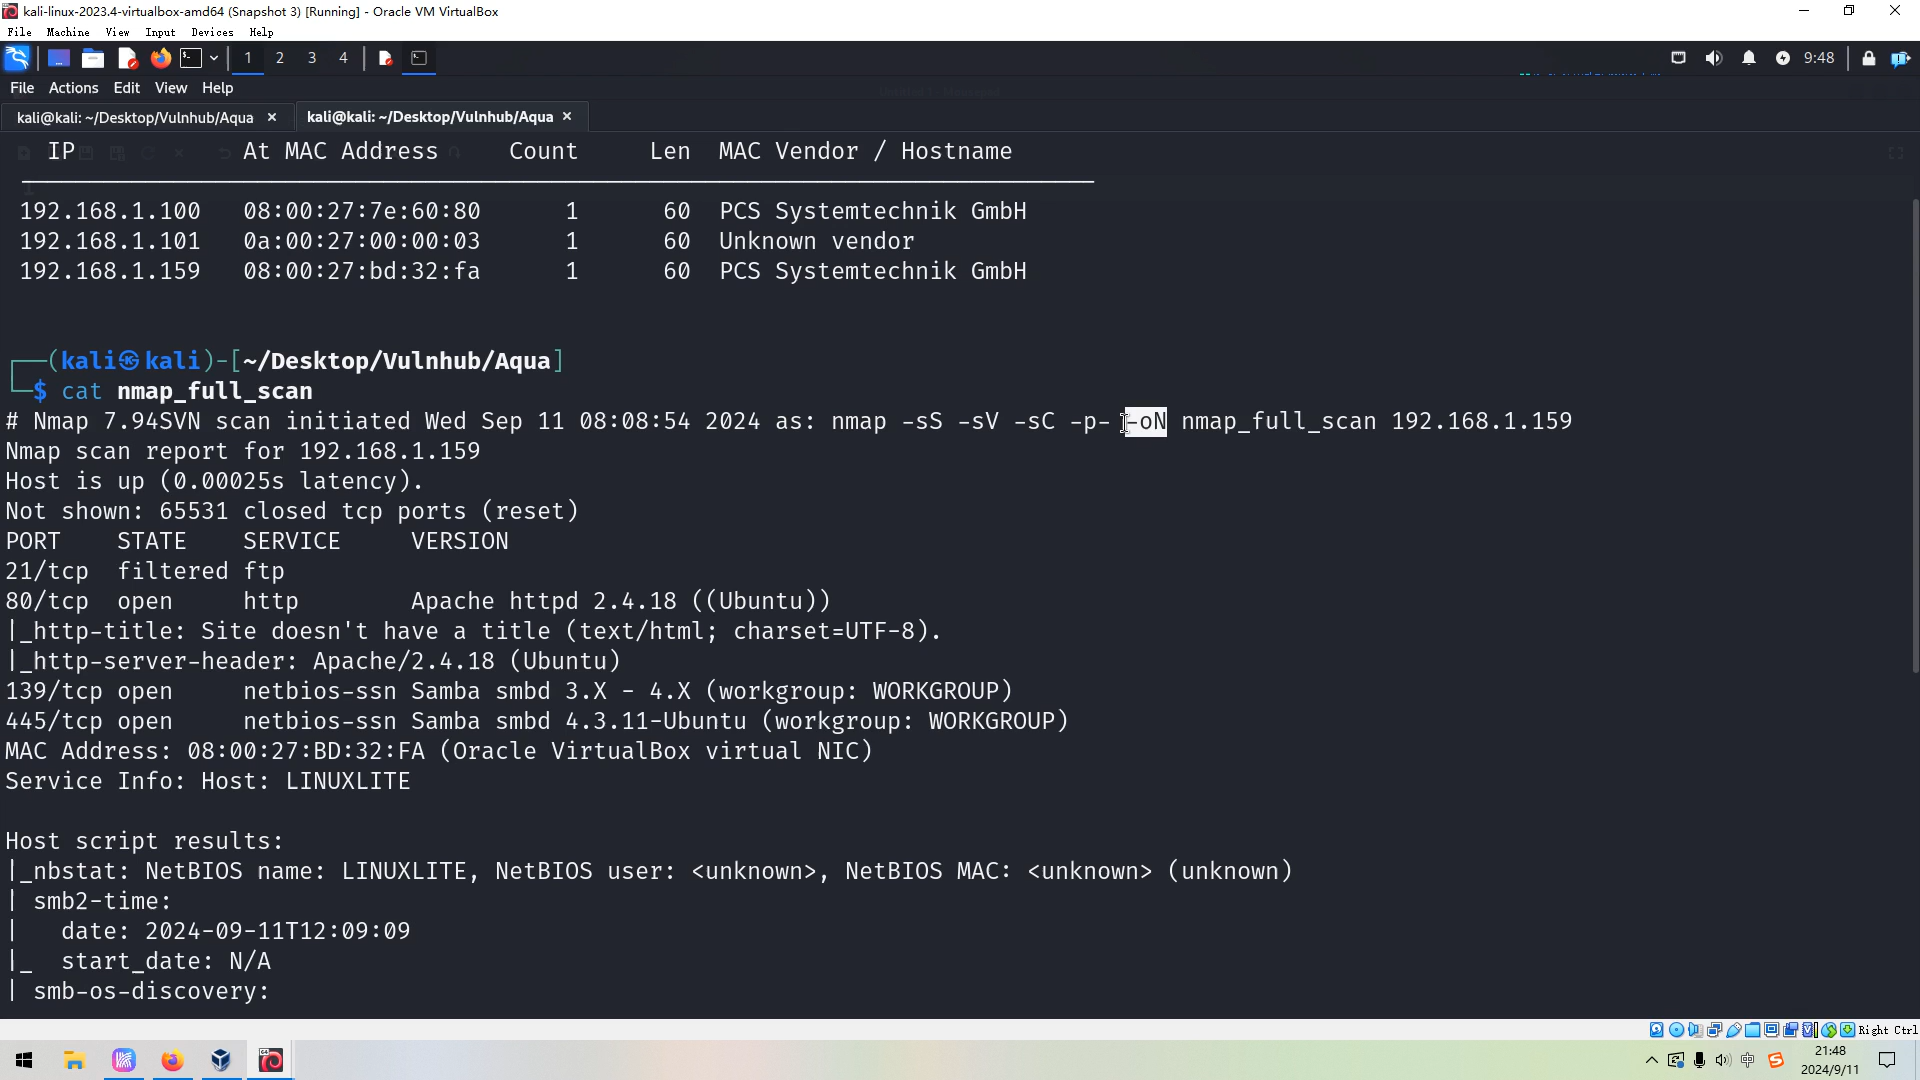 kali-linux-2023.4-virtualbox-amd64 (Snapshot 3) [Running] - Oracle VM VirtualBox
File Machine View Input Devices Help
1 2 3 4 9:48
File Actions Edit View Help
kali@kali: ~/Desktop/Vulnhub/Aqua × kali@kali: ~/Desktop/Vulnhub/Aqua ×
IP At MAC Address Count Len MAC Vendor / Hostname
192.168.1.100 08:00:27:7e:60:80 1 60 PCS Systemtechnik GmbH
192.168.1.101 0a:00:27:00:00:03 1 60 Unknown vendor
192.168.1.159 08:00:27:bd:32:fa 1 60 PCS Systemtechnik GmbH
┌──(kali㉿kali)-[~/Desktop/Vulnhub/Aqua]
└─$ cat nmap_full_scan
# Nmap 7.94SVN scan initiated Wed Sep 11 08:08:54 2024 as: nmap -sS -sV -sC -p- -oN nmap_full_scan 192.168.1.159
Nmap scan report for 192.168.1.159
Host is up (0.00025s latency).
Not shown: 65531 closed tcp ports (reset)
PORT STATE SERVICE VERSION
21/tcp filtered ftp
80/tcp open http Apache httpd 2.4.18 ((Ubuntu))
|_http-title: Site doesn't have a title (text/html; charset=UTF-8).
|_http-server-header: Apache/2.4.18 (Ubuntu)
139/tcp open netbios-ssn Samba smbd 3.X - 4.X (workgroup: WORKGROUP)
445/tcp open netbios-ssn Samba smbd 4.3.11-Ubuntu (workgroup: WORKGROUP)
MAC Address: 08:00:27:BD:32:FA (Oracle VirtualBox virtual NIC)
Service Info: Host: LINUXLITE
Host script results:
|_nbstat: NetBIOS name: LINUXLITE, NetBIOS user: <unknown>, NetBIOS MAC: <unknown> (unknown)
| smb2-time:
|   date: 2024-09-11T12:09:09
|_  start_date: N/A
| smb-os-discovery:
Right Ctrl
中 21:48
2024/9/11